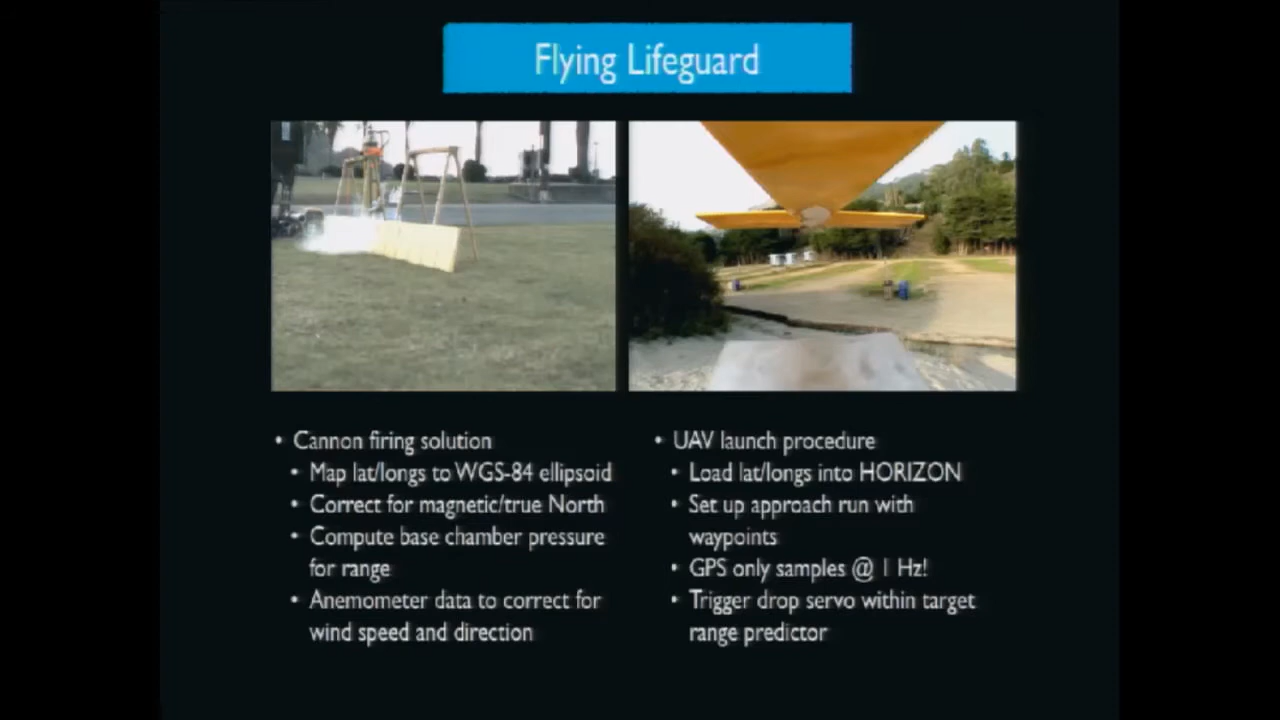 Flying Lifeguard
• Cannon firing solution
• Map lat/longs to WGS-84 ellipsoid
• Correct for magnetic/true North
• Compute base chamber pressure
for range
• Anemometer data to correct for
wind speed and direction
• UAV launch procedure
• Load lat/longs into HORIZON
• Set up approach run with
waypoints
• GPS only samples @ 1 Hz!
• Trigger drop servo within target
range predictor